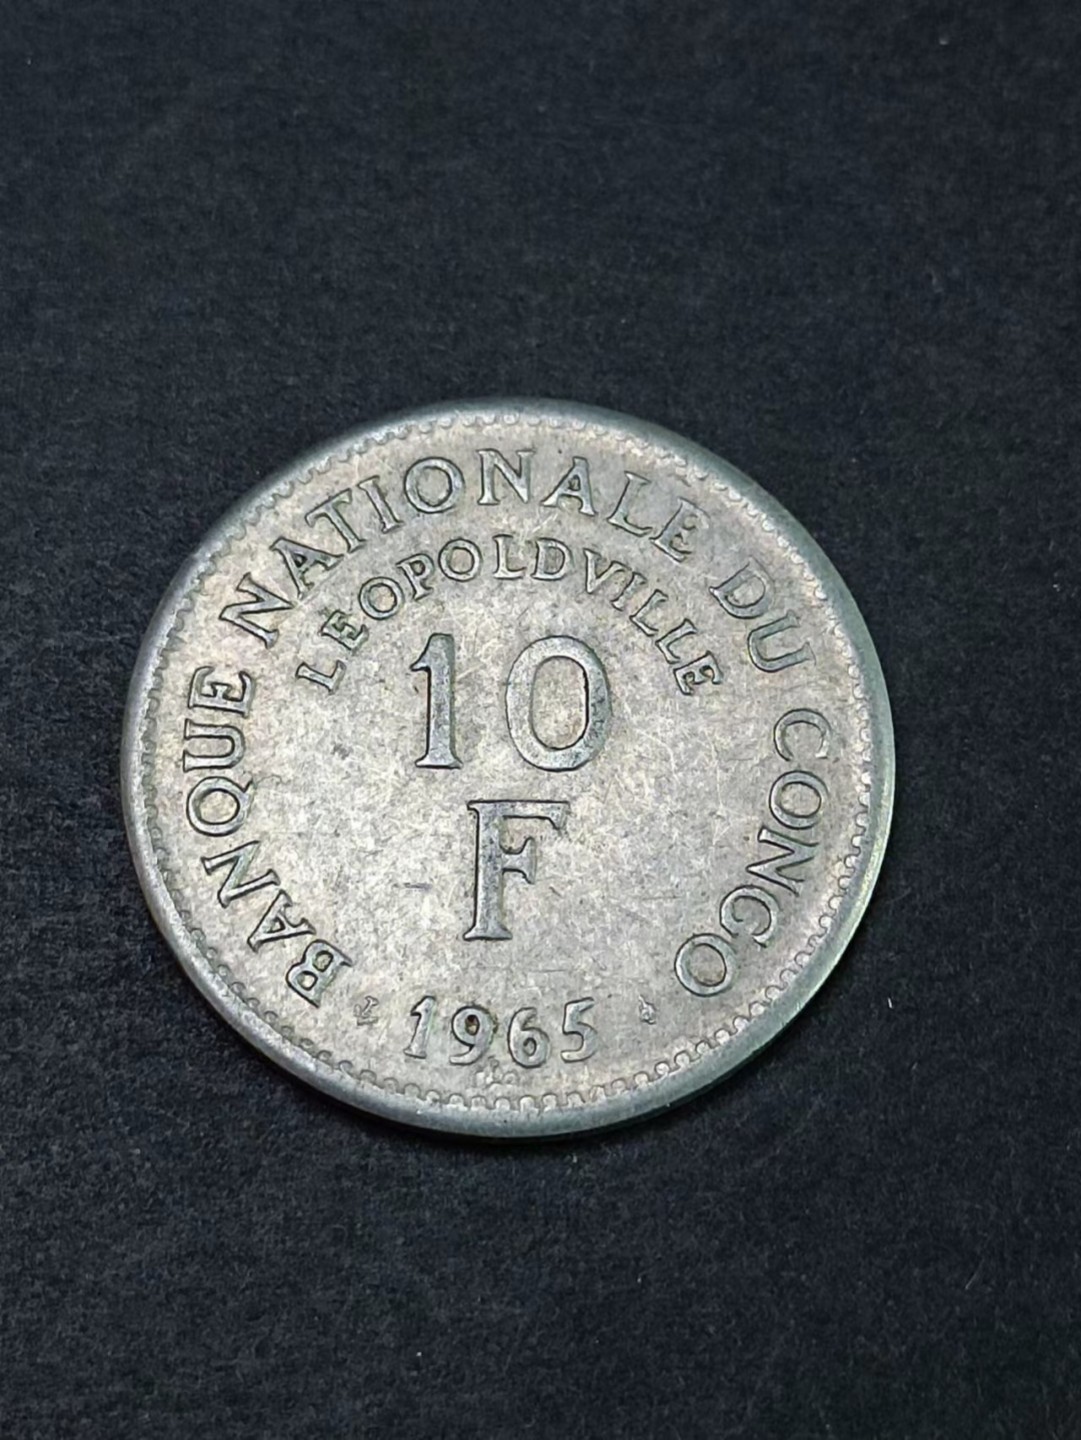 BANQUE NATIONALE DU CONGO
LEOPOLDVILLE
10
F
1965